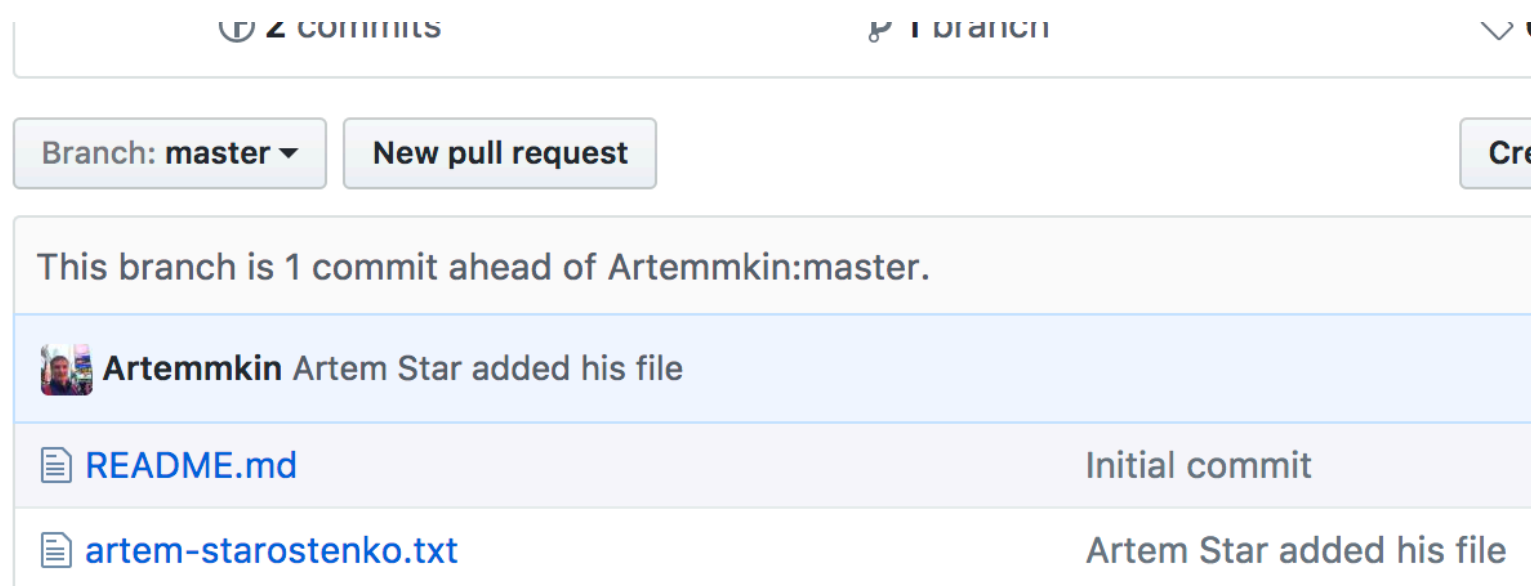 2 commits 1 branch
Branch: master New pull request
This branch is 1 commit ahead of Artemmkin:master.
Artemmkin Artem Star added his file
README.md Initial commit
artem-starostenko.txt Artem Star added his file